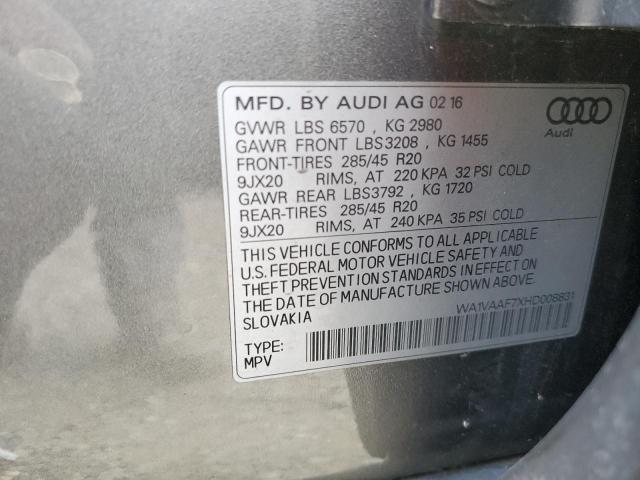 MFD. BY AUDI AG 02 16
GVWR LBS 6570 , KG 2980
GAWR FRONT LBS3208 , KG 1455
FRONT-TIRES 285/45 R20
9JX20 RIMS, AT 220 KPA 32 PSI COLD
GAWR REAR LBS3792 , KG 1720
REAR-TIRES 285/45 R20
9JX20 RIMS, AT 240 KPA 35 PSI COLD
THIS VEHICLE CONFORMS TO ALL APPLICABLE
U.S. FEDERAL MOTOR VEHICLE SAFETY AND
THEFT PREVENTION STANDARDS IN EFFECT ON
THE DATE OF MANUFACTURE SHOWN ABOVE.
SLOVAKIA
WA1VAAF7XHD006831
TYPE:
MPV
Audi